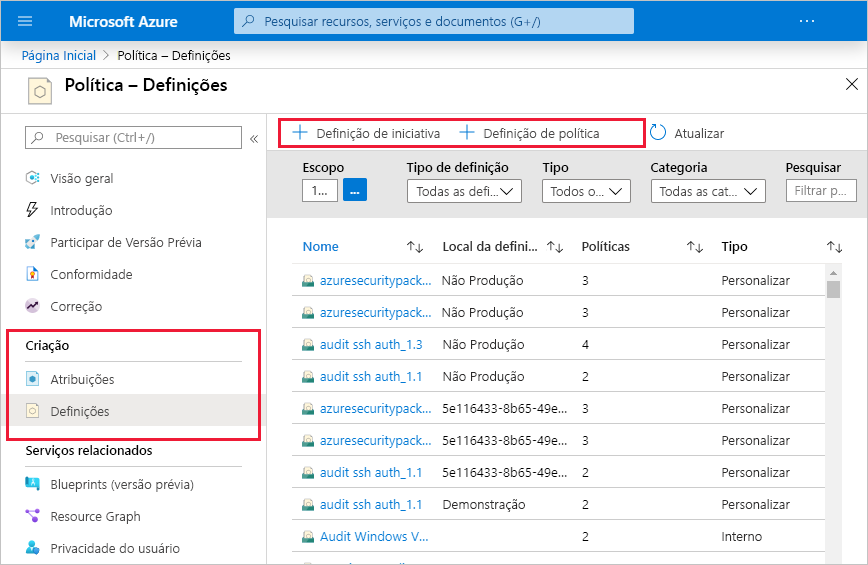 Microsoft Azure
Pesquisar recursos, serviços e documentos (G+/)
...
Página Inicial > Política – Definições
Política – Definições
Pesquisar (Ctrl+/)
«
Visão geral
Introdução
Participar de Versão Prévia
Conformidade
Correção
Criação
Atribuições
Definições
Serviços relacionados
Blueprints (versão prévia)
Resource Graph
Privacidade do usuário
+ Definição de iniciativa + Definição de política Atualizar
Escopo Tipo de definição Tipo Categoria Pesquisar
1... ... Todas as defi... Todos o... Todas as cat... Filtrar p...
Nome Local da defini... Políticas Tipo
azuresecuritypack... Não Produção 3 Personalizar
azuresecuritypack... Não Produção 3 Personalizar
audit ssh auth_1.3 Não Produção 4 Personalizar
audit ssh auth_1.1 Não Produção 2 Personalizar
azuresecuritypack... 5e116433-8b65-49e... 3 Personalizar
azuresecuritypack... 5e116433-8b65-49e... 3 Personalizar
audit ssh auth_1.1 5e116433-8b65-49e... 2 Personalizar
audit ssh auth_1.1 Demonstração 2 Personalizar
Audit Windows V... 2 Interno